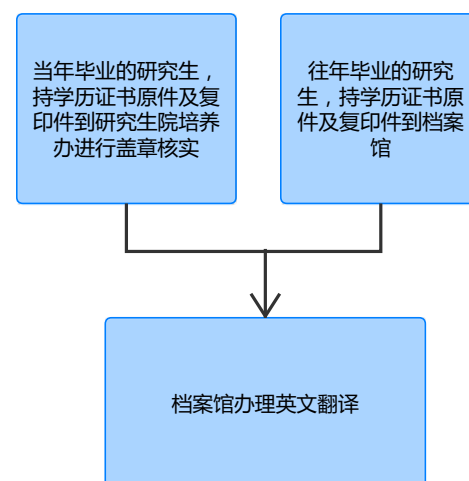 当年毕业的研究生，
持学历证书原件及复
印件到研究生院培养
办进行盖章核实
往年毕业的研究
生，持学历证书原
件及复印件到档案
馆
档案馆办理英文翻译